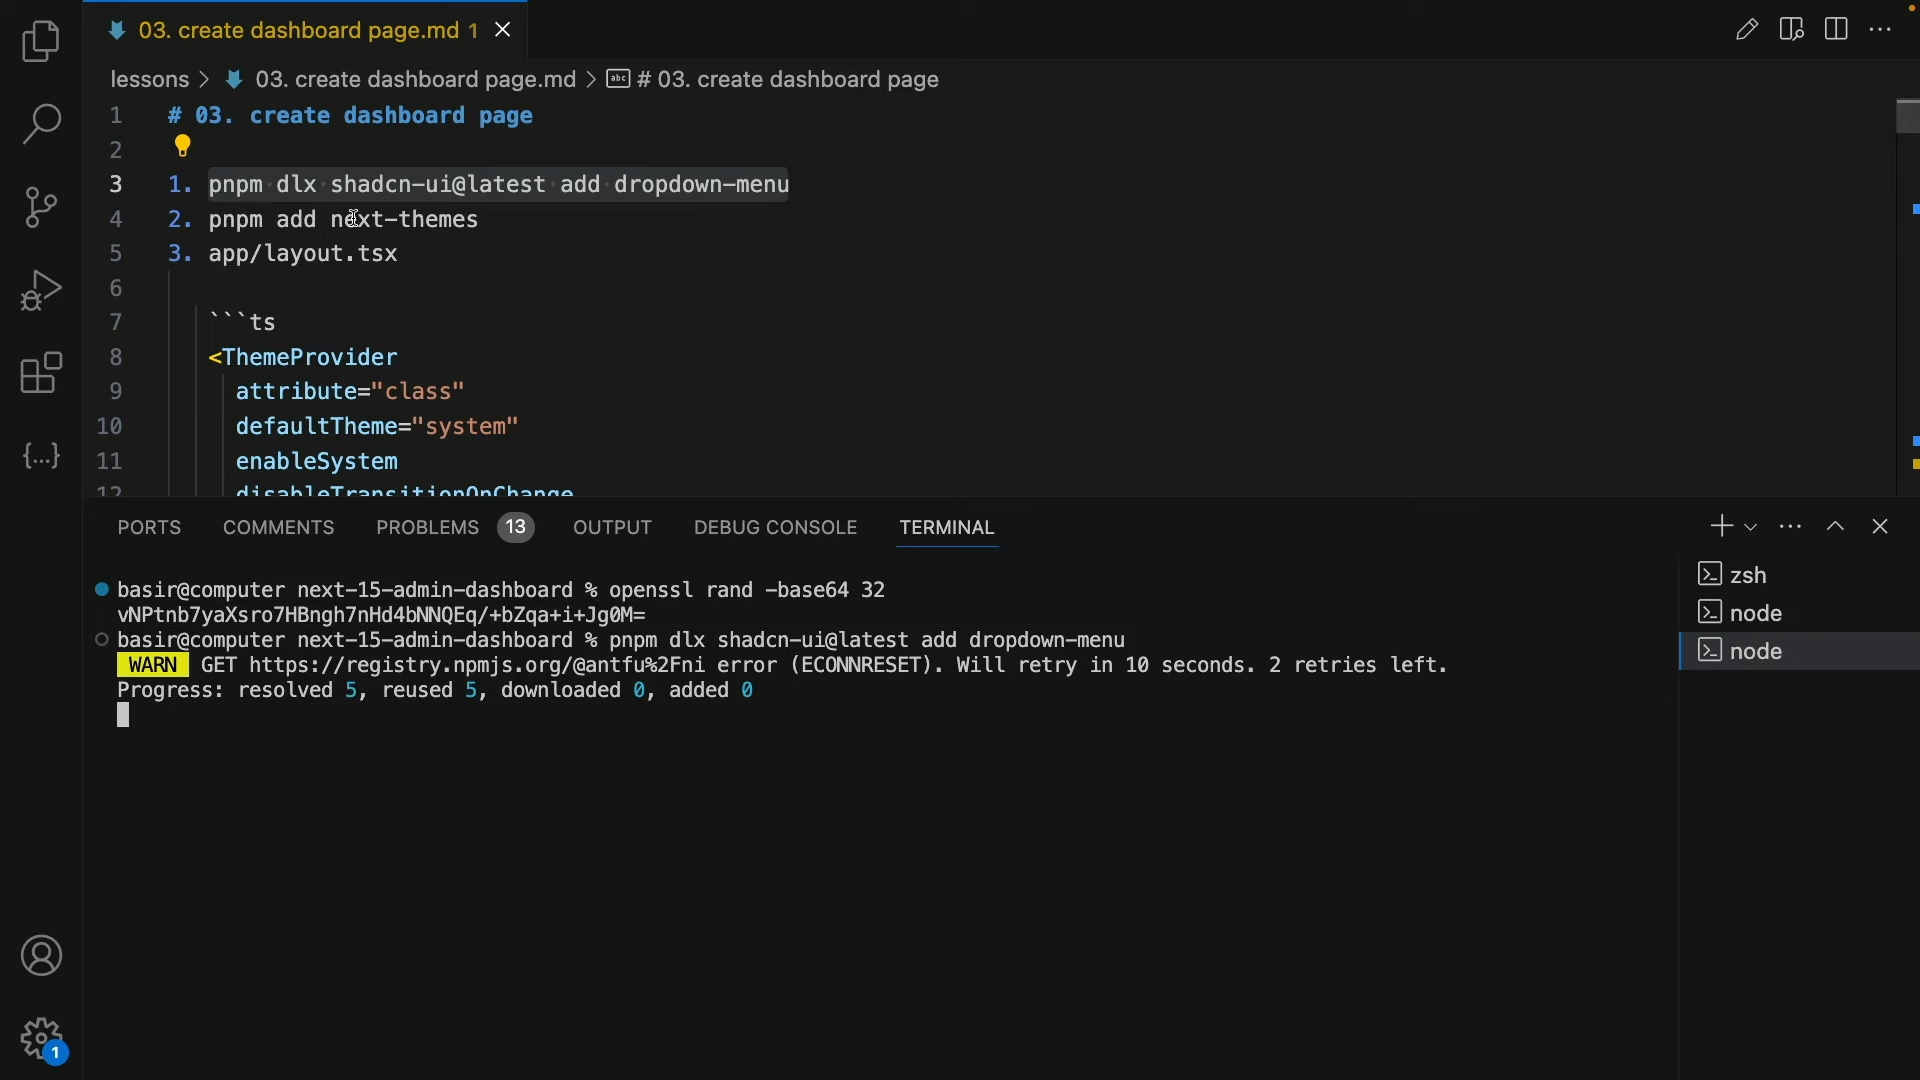 03. create dashboard page.md 1
lessons > 03. create dashboard page.md > # 03. create dashboard page
1 # 03. create dashboard page
2
3 1. pnpm dlx shadcn-ui@latest add dropdown-menu
4 2. pnpm add next-themes
5 3. app/layout.tsx
6
7 ```ts
8 <ThemeProvider
9 attribute="class"
10 defaultTheme="system"
11 enableSystem
12 disableTransitionOnChange
PORTS COMMENTS PROBLEMS 13 OUTPUT DEBUG CONSOLE TERMINAL
basir@computer next-15-admin-dashboard % openssl rand -base64 32
vNPtnb7yaXsro7HBngh7nHd4bNNQEq/+bZqa+i+Jg0M=
basir@computer next-15-admin-dashboard % pnpm dlx shadcn-ui@latest add dropdown-menu
WARN GET https://registry.npmjs.org/@antfu%2Fni error (ECONNRESET). Will retry in 10 seconds. 2 retries left.
Progress: resolved 5, reused 5, downloaded 0, added 0
zsh
node
node
1